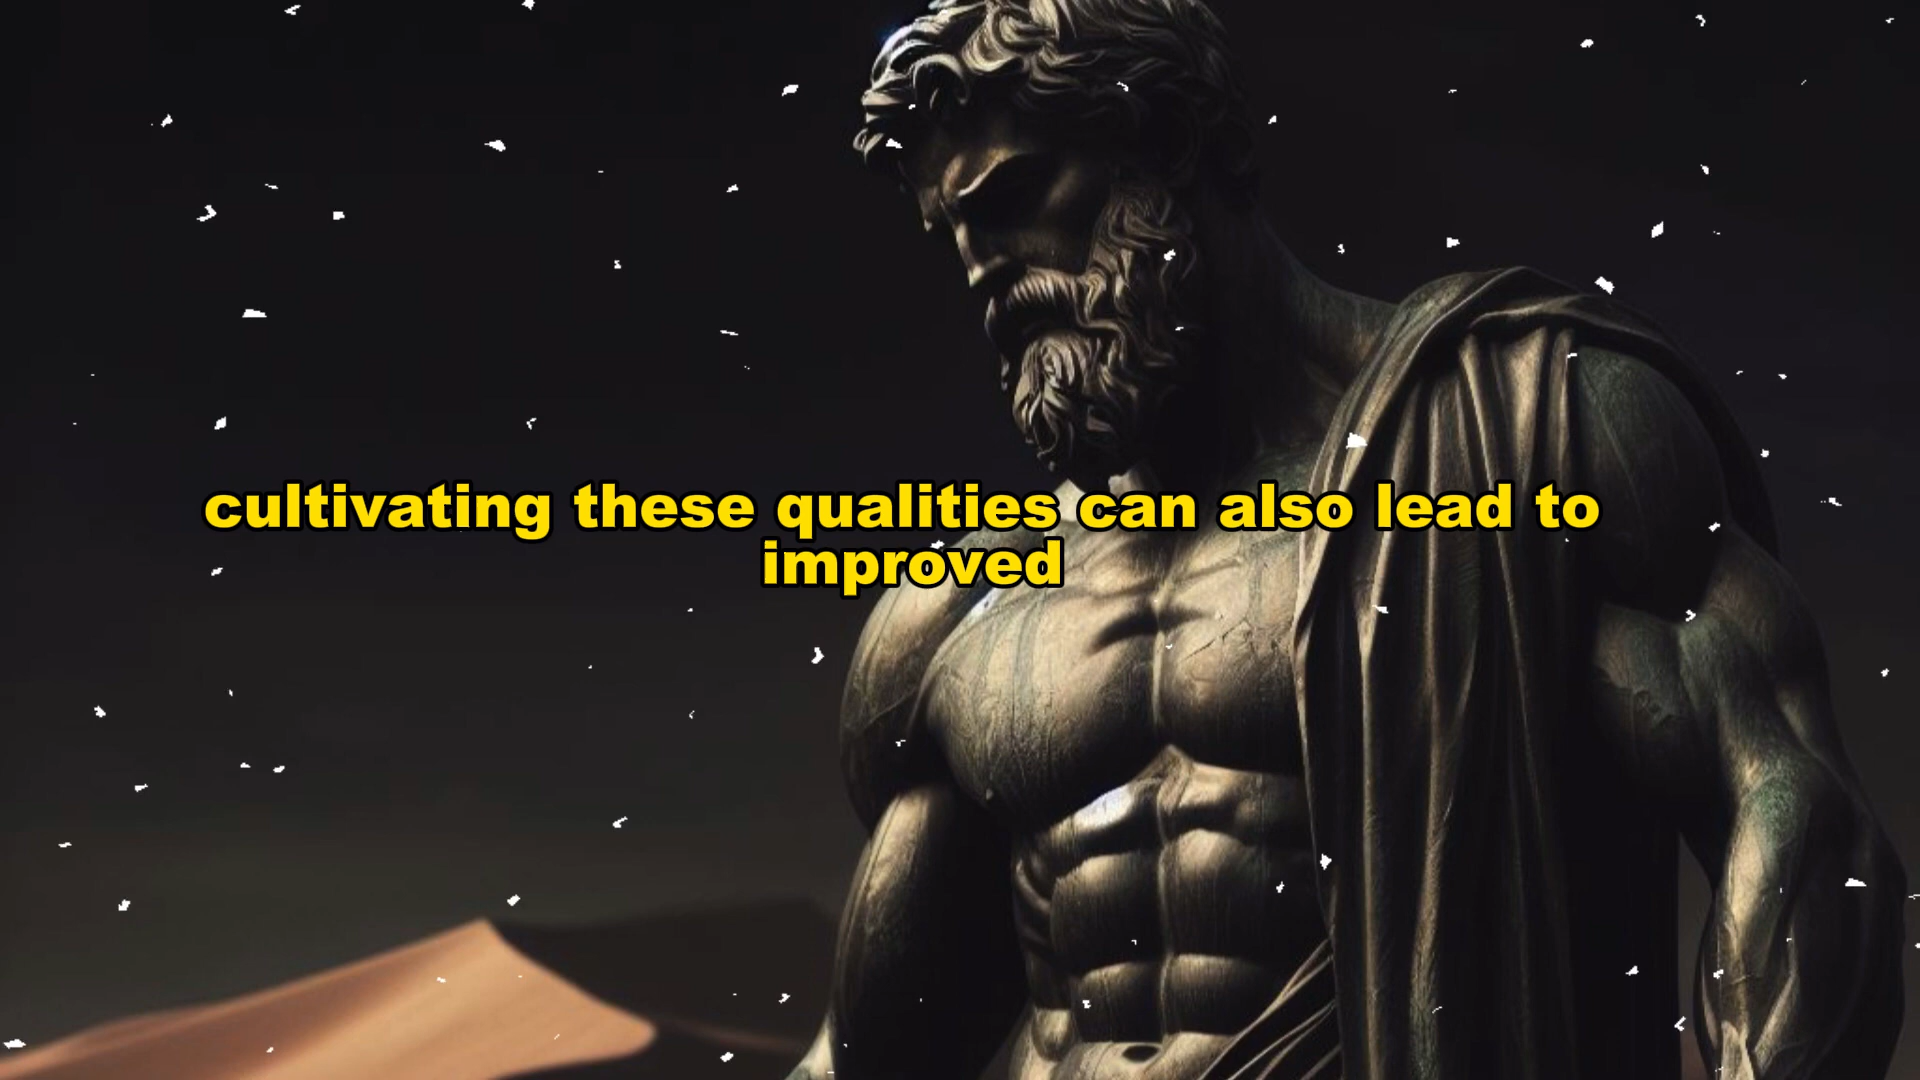 cultivating these qualities can also lead to
improved